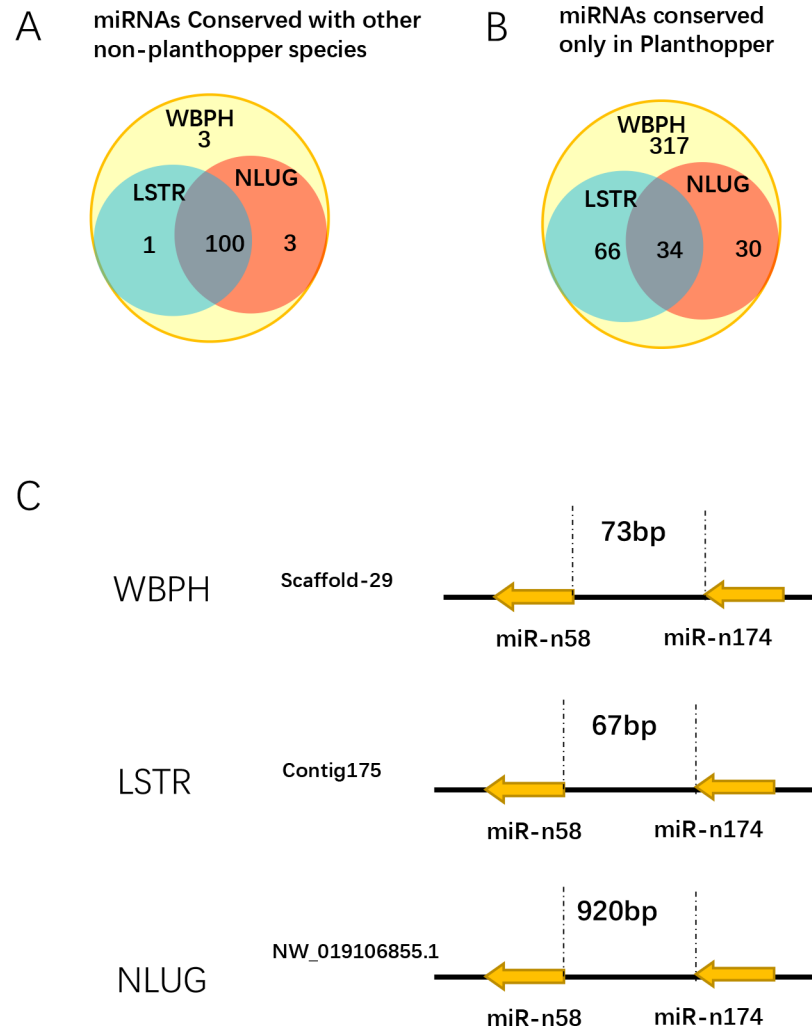 A
miRNAs Conserved with other
non-planthopper species
WBPH
3
LSTR
NLUG
1
100
3
B
miRNAs conserved
only in Planthopper
WBPH
317
LSTR
NLUG
66
34
30
C
WBPH
Scaffold-29
73bp
miR-n58
miR-n174
LSTR
Contig175
67bp
miR-n58
miR-n174
NLUG
NW_019106855.1
920bp
miR-n58
miR-n174